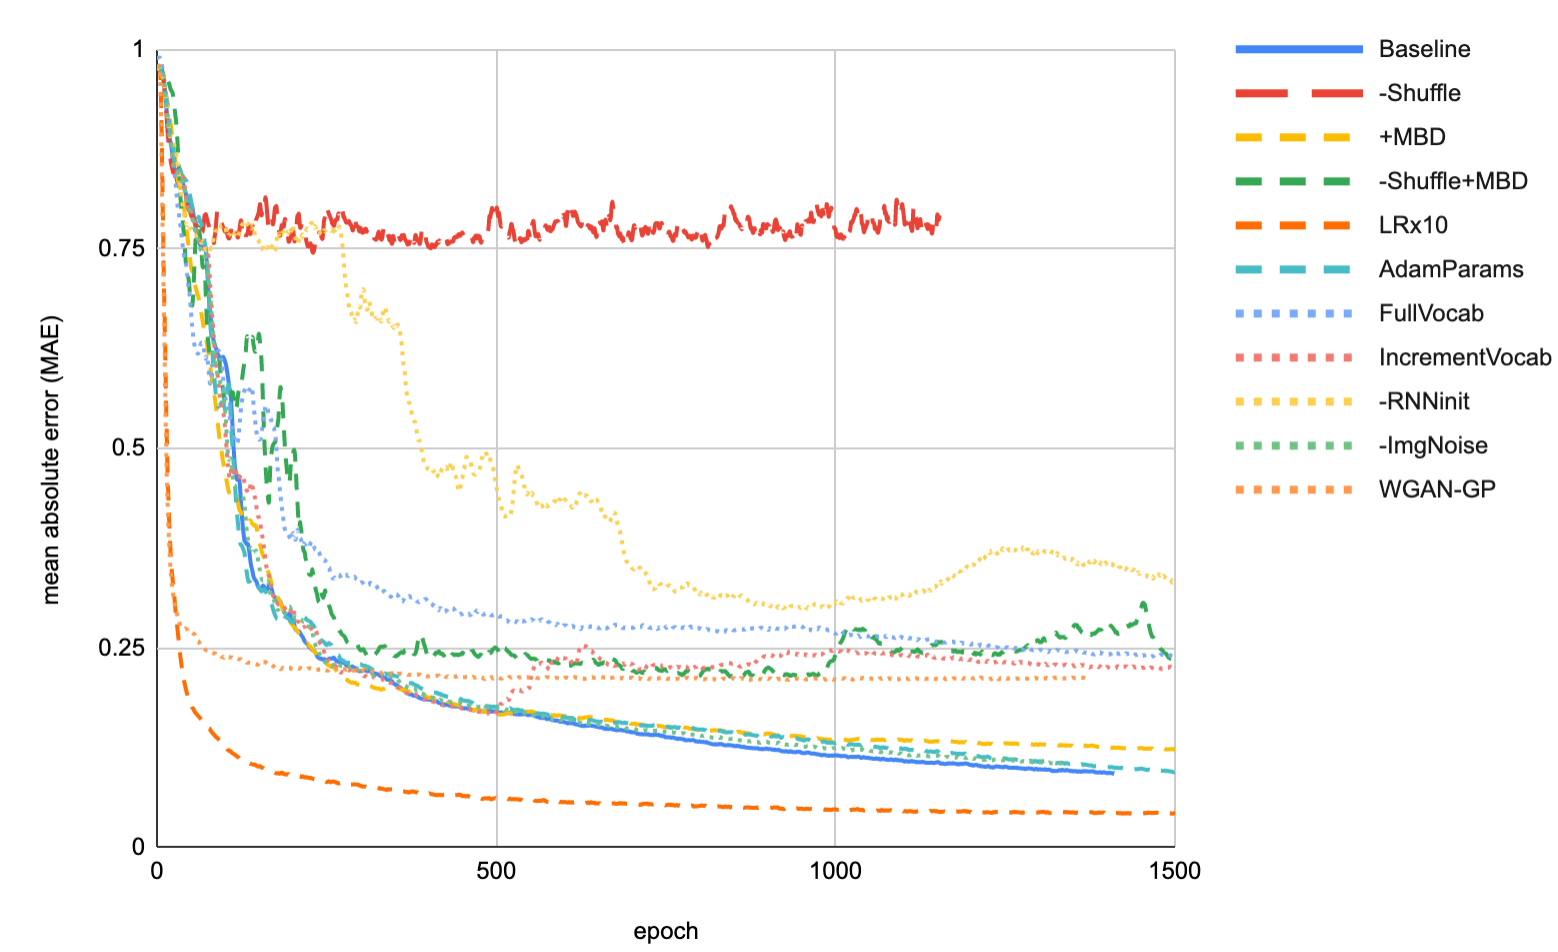 1
0.75
0.5
0.25
0
0
500
1000
1500
mean absolute error (MAE)
epoch
Baseline
-Shuffle
+MBD
-Shuffle+MBD
LRx10
AdamParams
FullVocab
IncrementVocab
-RNNinit
-ImgNoise
WGAN-GP